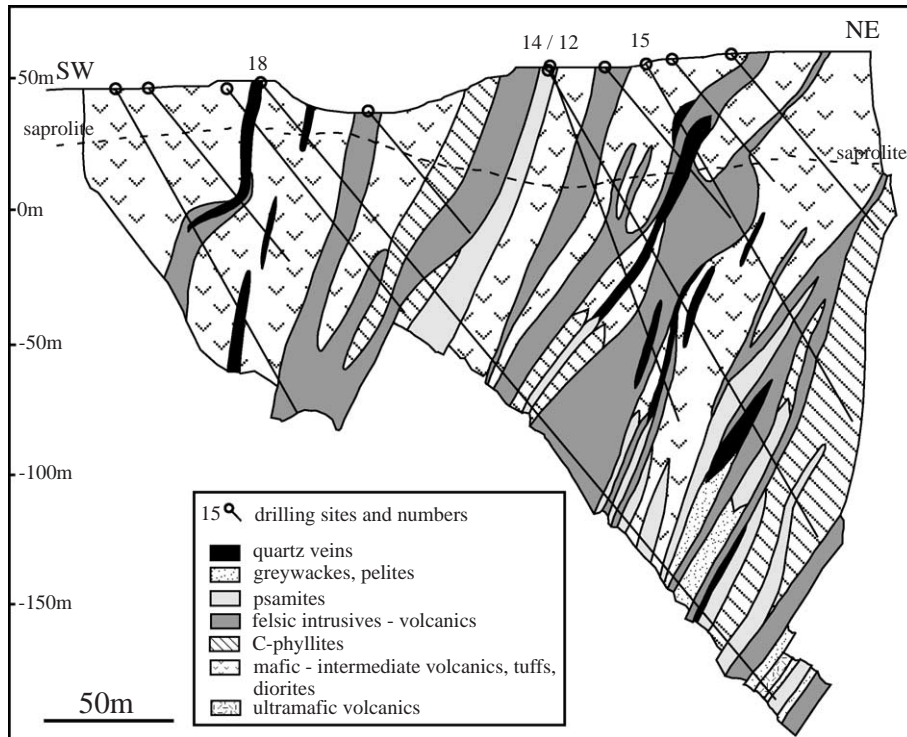 NE
14 / 12
15
18
50m
SW
saprolite
saprolite
0m
-50m
-100m
-150m
15 drilling sites and numbers
quartz veins
greywackes, pelites
psamites
felsic intrusives - volcanics
C-phyllites
mafic - intermediate volcanics, tuffs,
diorites
ultramafic volcanics
50m